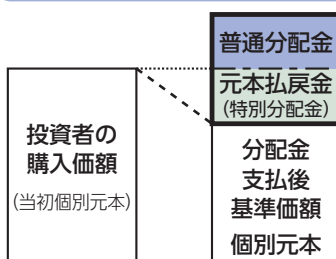 普通分配金
元本払戻金
(特別分配金)
投資者の
購入価額
(当初個別元本)
分配金
支払後
基準価額
個別元本